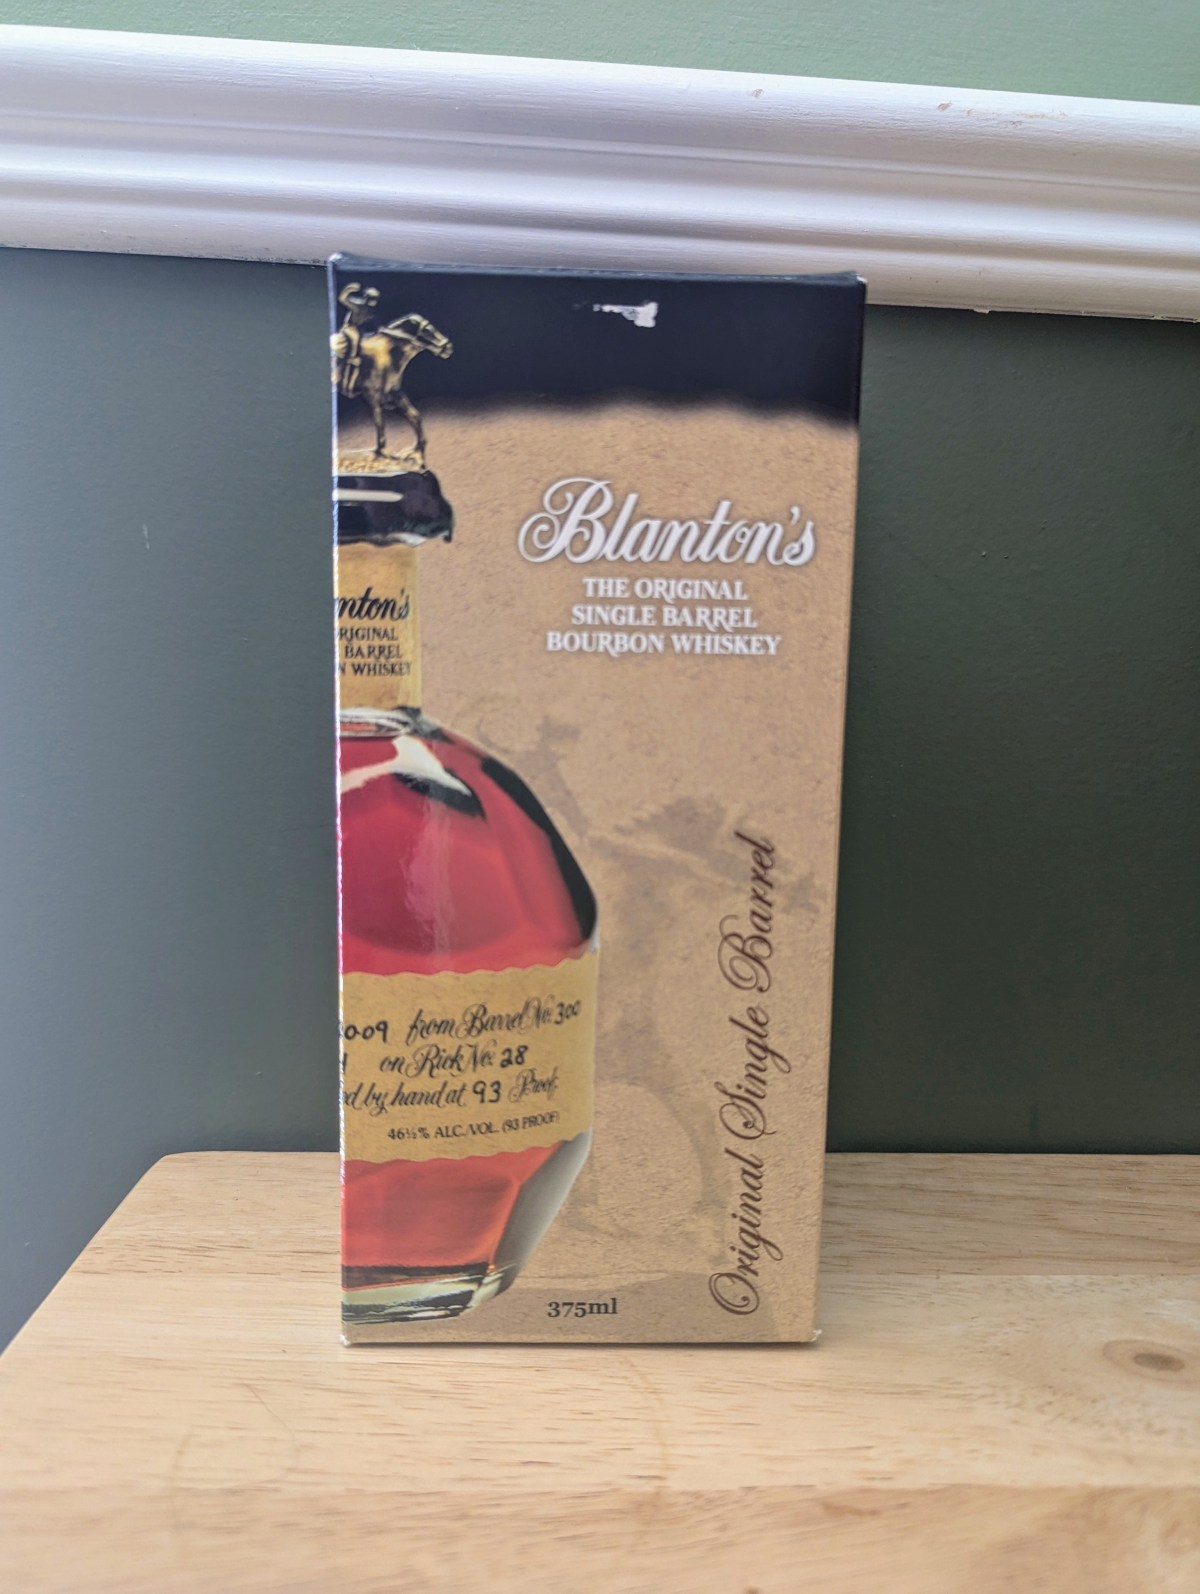 Blanton's
THE ORIGINAL
SINGLE BARREL
BOURBON WHISKEY
nton's
RIGINAL
BARREL
N WHISKEY
Original Single Barrel
from Barrel No: 300
on Rick No: 28
ed by hand at 93 Proof
46½% ALC./VOL. (93 PROOF)
375ml